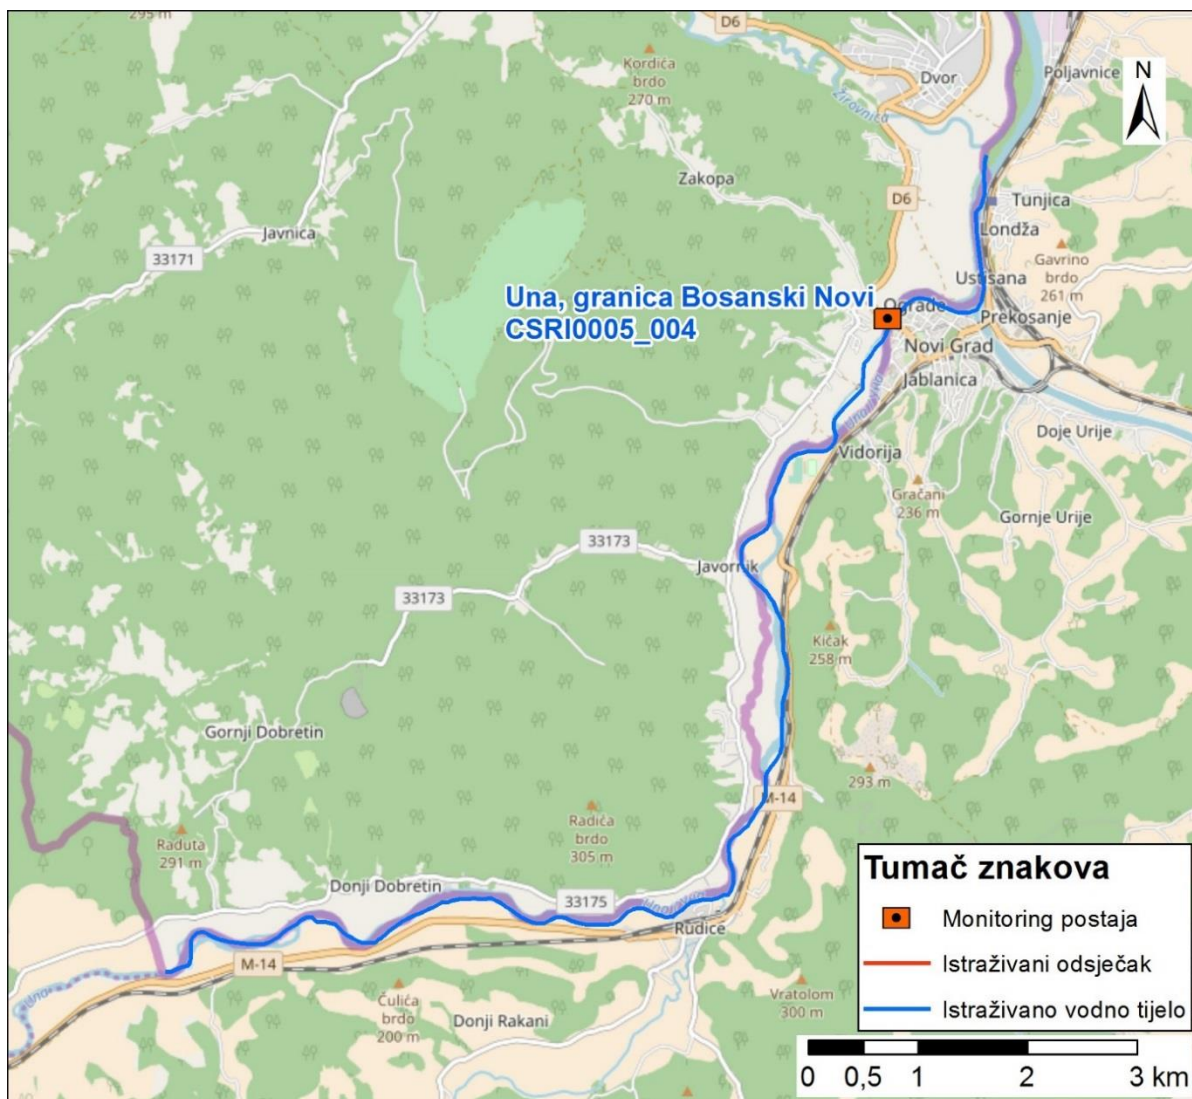 295 m
D6
Kordića
brdo
270 m
Dvor
Poljavnice
N
Žirovnica
Zakopa
D6
Tunjica
Javnica
Londža
33171
Gavrino
brdo
261 m
Ustisana
Una, granica Bosanski Novi
CSRI0005_004
Ograde
Prekosanje
Novi Grad
Jablanica
Una
Doje Urije
Vidorija
Gračani
236 m
Gornje Urije
33173
Javornik
33173
Kićak
258 m
Gornji Dobretin
293 m
M-14
Radića
brdo
305 m
Raduta
291 m
Donji Dobretin
33175
Una
Rudice
M-14
Una
Čulića
brdo
200 m
Donji Rakani
Vratolom
300 m
Tumač znakova
Monitoring postaja
Istraživani odsječak
Istraživano vodno tijelo
0 0,5 1 2 3 km